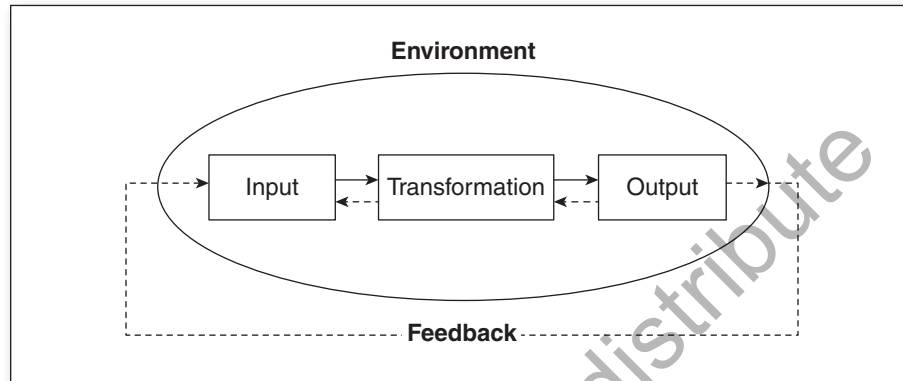 Environment
Input
Transformation
Output
Feedback
distribute